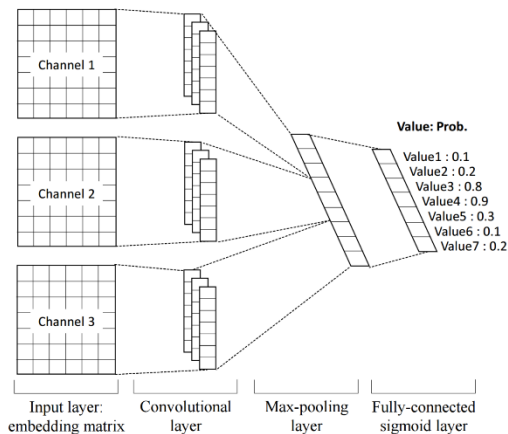 Channel 1
Channel 2
Channel 3
Value: Prob.
Value1 : 0.1
Value2 : 0.2
Value3 : 0.8
Value4 : 0.9
Value5 : 0.3
Value6 : 0.1
Value7 : 0.2
Input layer:
embedding matrix
Convolutional
layer
Max-pooling
layer
Fully-connected
sigmoid layer